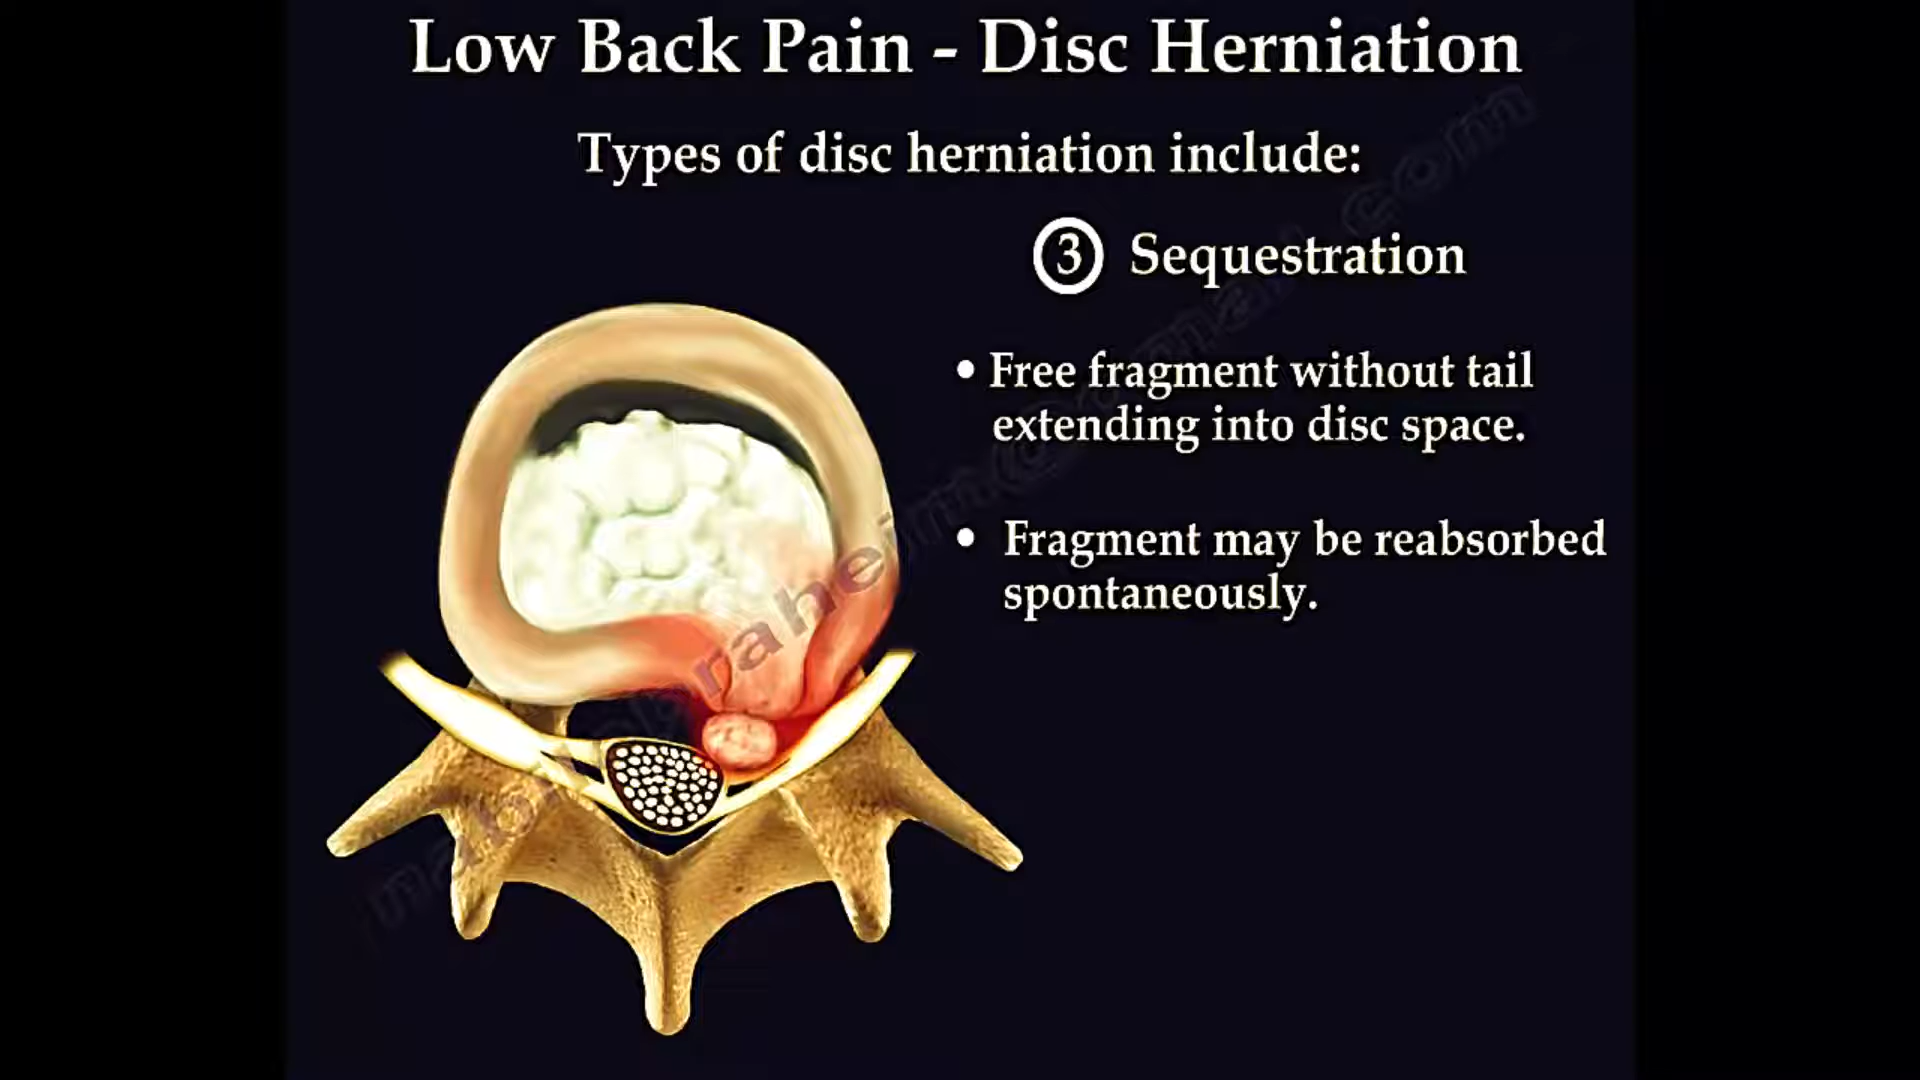 Low Back Pain - Disc Herniation
Types of disc herniation include:
3 Sequestration
• Free fragment without tail
extending into disc space.
• Fragment may be reabsorbed
spontaneously.